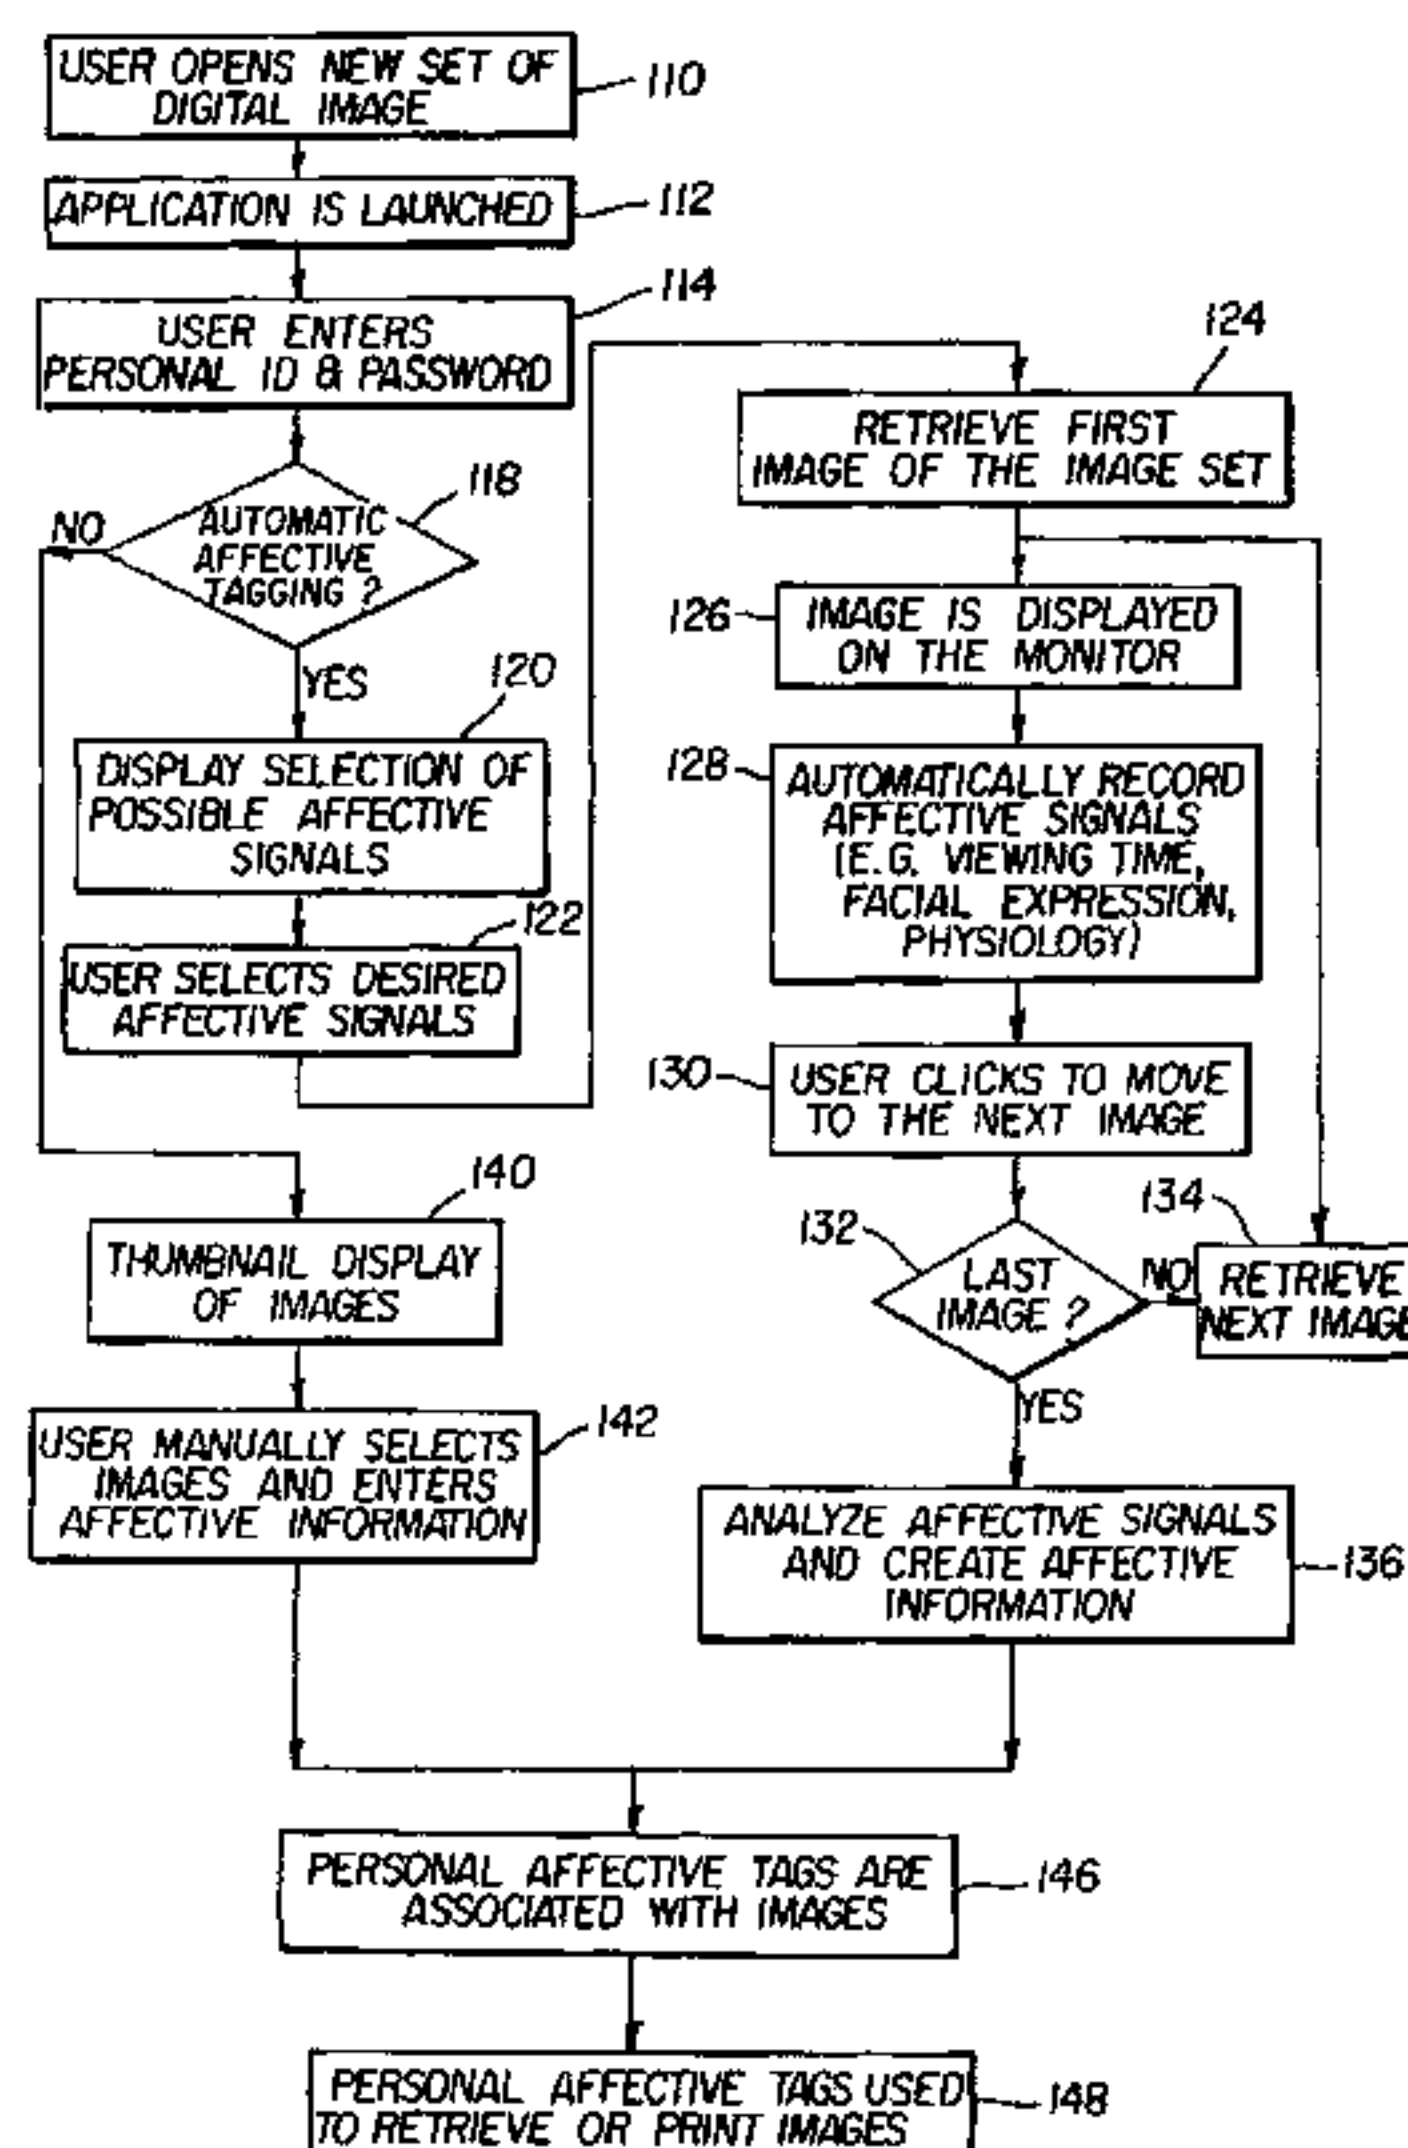 USER OPENS NEW SET OF
DIGITAL IMAGE
110
APPLICATION IS LAUNCHED
112
USER ENTERS
PERSONAL ID & PASSWORD
114
AUTOMATIC
AFFECTIVE
TAGGING ?
118
NO
YES
DISPLAY SELECTION OF
POSSIBLE AFFECTIVE
SIGNALS
120
USER SELECTS DESIRED
AFFECTIVE SIGNALS
122
RETRIEVE FIRST
IMAGE OF THE IMAGE SET
124
IMAGE IS DISPLAYED
ON THE MONITOR
126
AUTOMATICALLY RECORD
AFFECTIVE SIGNALS
(E.G. VIEWING TIME,
FACIAL EXPRESSION,
PHYSIOLOGY)
128
USER CLICKS TO MOVE
TO THE NEXT IMAGE
130
LAST
IMAGE ?
132
NO
YES
RETRIEVE
NEXT IMAGE
134
ANALYZE AFFECTIVE SIGNALS
AND CREATE AFFECTIVE
INFORMATION
136
THUMBNAIL DISPLAY
OF IMAGES
140
USER MANUALLY SELECTS
IMAGES AND ENTERS
AFFECTIVE INFORMATION
142
PERSONAL AFFECTIVE TAGS ARE
ASSOCIATED WITH IMAGES
146
PERSONAL AFFECTIVE TAGS USED
TO RETRIEVE OR PRINT IMAGES
148